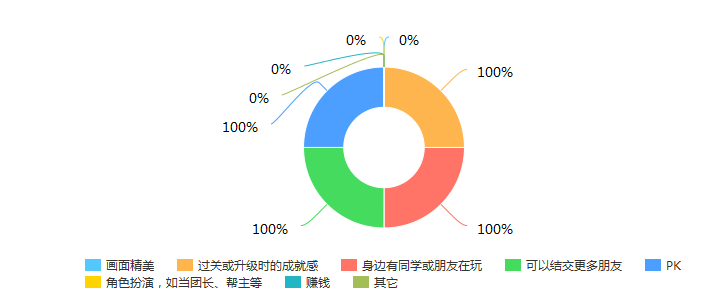 0%
0%
100%
0%
0%
100%
100%
100%
画面精美
过关或升级时的成就感
身边有同学或朋友在玩
可以结交更多朋友
PK
角色扮演，如当团长、帮主等
赚钱
其它